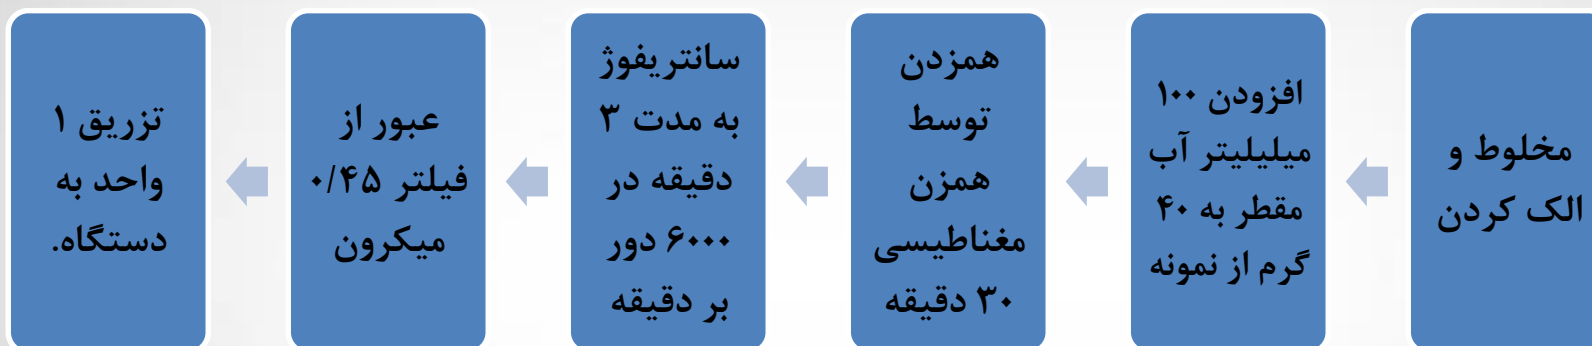 مخلوط و
الک کردن
افزودن ۱۰۰
میلیلیتر آب
مقطر به ۴۰
گرم از نمونه
همزدن
توسط
همزن
مغناطیسی
۳۰ دقیقه
سانتریفوژ
به مدت ۳
دقیقه در
۶۰۰۰ دور
بر دقیقه
عبور از
فیلتر ۰/۴۵
میکرون
تزریق ۱
واحد به
دستگاه.